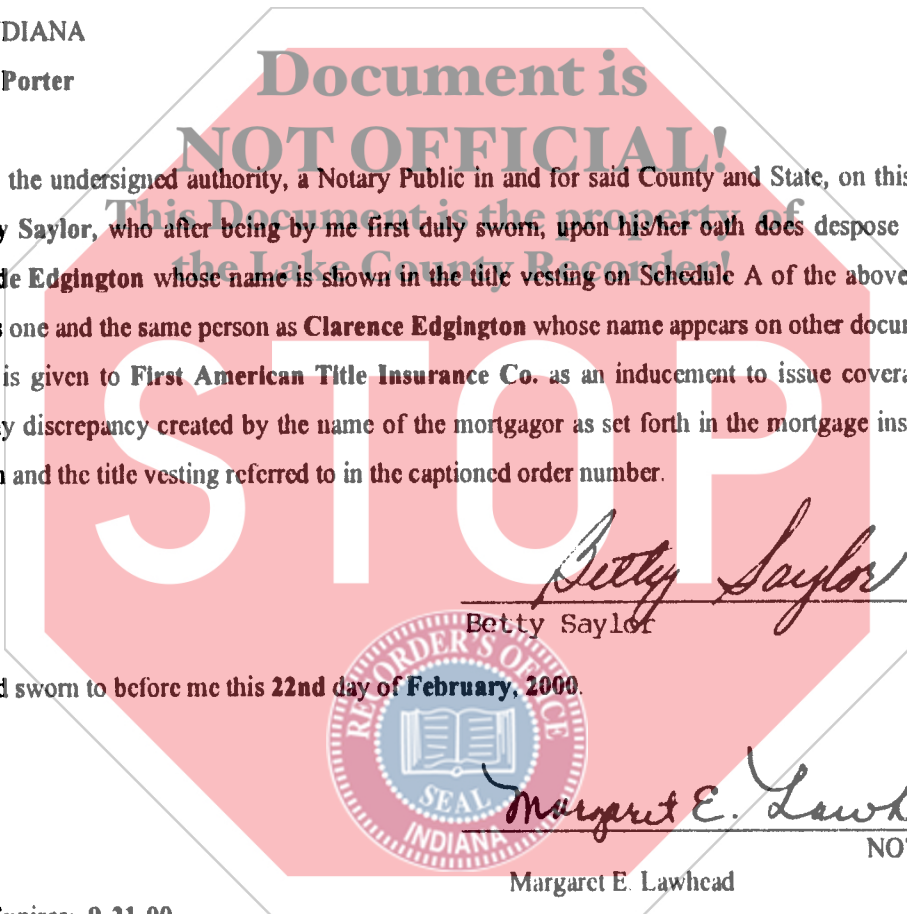 NDIANA
Porter
Document is
NOT OFFICIAL!
the undersigned authority, a Notary Public in and for said County and State, on this
y Saylor, who after being by me first duly sworn, upon his/her oath does despose
This Document is the property of
de Edgington whose name is shown in the title vesting on Schedule A of the above
the Lake County Recorder!
s one and the same person as Clarence Edgington whose name appears on other docu
is given to First American Title Insurance Co. as an inducement to issue covera
y discrepancy created by the name of the mortgagor as set forth in the mortgage ins
n and the title vesting referred to in the captioned order number.
STOP
Betty Saylor
Betty Saylor
d sworn to before me this 22nd day of February, 2000.
RECORDER'S OFFICE
SEAL
INDIANA
Margaret E. Lawh
NO
Margaret E. Lawhead